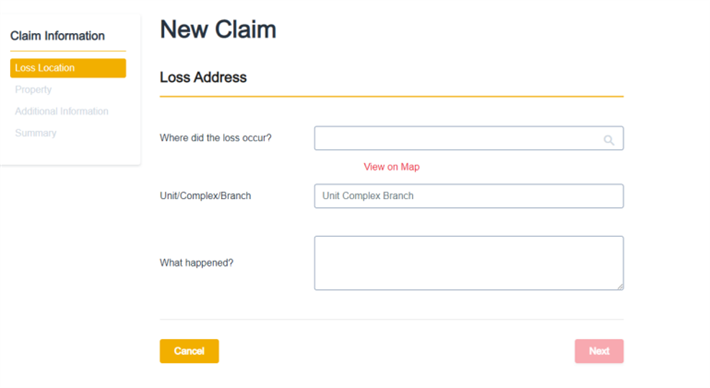 Claim Information
Loss Location
Property
Additional Information
Summary
New Claim
Loss Address
Where did the loss occur?
View on Map
Unit/Complex/Branch
Unit Complex Branch
What happened?
Cancel
Next